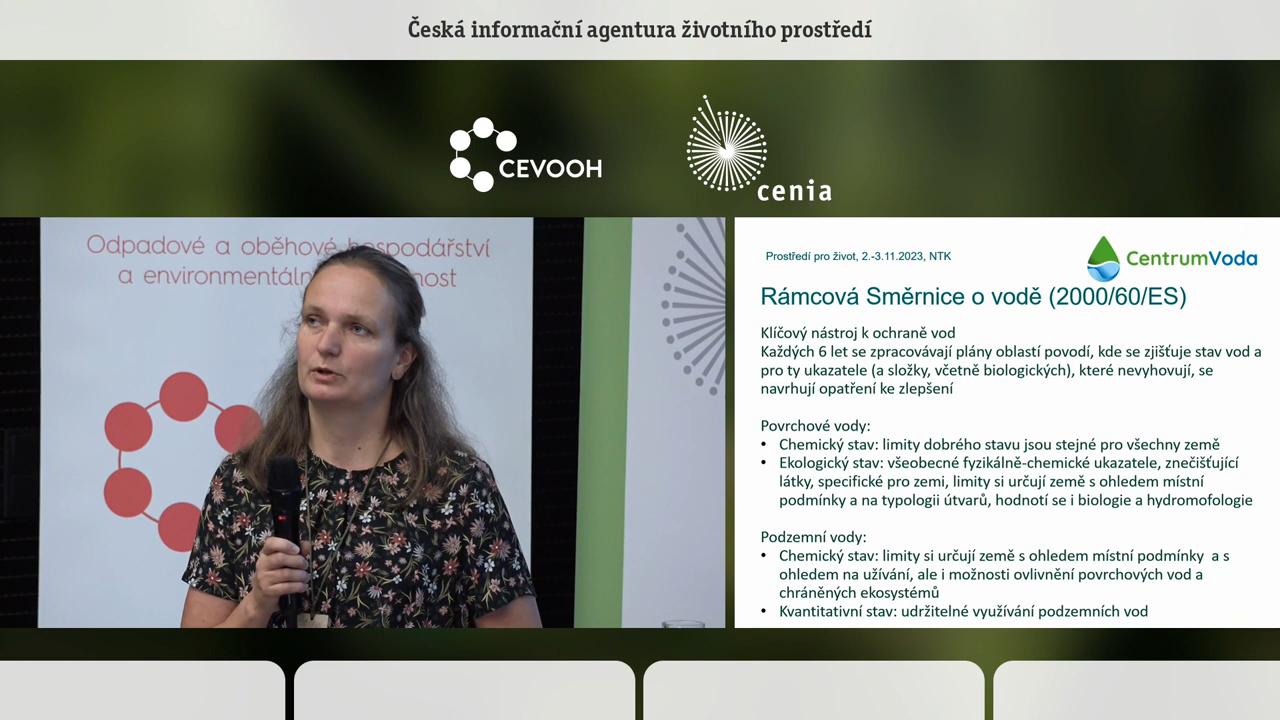 Česká informační agentura životního prostředí
CEVOOH
cenia
Odpadové a oběhové hospodářství
a environmentáln nost
Prostředí pro život, 2.-3.11.2023, NTK
CentrumVoda
Rámcová Směrnice o vodě (2000/60/ES)
Klíčový nástroj k ochraně vod
Každých 6 let se zpracovávají plány oblastí povodí, kde se zjišťuje stav vod a
pro ty ukazatele (a složky, včetně biologických), které nevyhovují, se
navrhují opatření ke zlepšení
Povrchové vody:
• Chemický stav: limity dobrého stavu jsou stejné pro všechny země
• Ekologický stav: všeobecné fyzikálně-chemické ukazatele, znečišťující
látky, specifické pro zemi, limity si určují země s ohledem místní
podmínky a na typologii útvarů, hodnotí se i biologie a hydromofologie
Podzemní vody:
• Chemický stav: limity si určují země s ohledem místní podmínky a s
ohledem na užívání, ale i možnosti ovlivnění povrchových vod a
chráněných ekosystémů
• Kvantitativní stav: udržitelné využívání podzemních vod